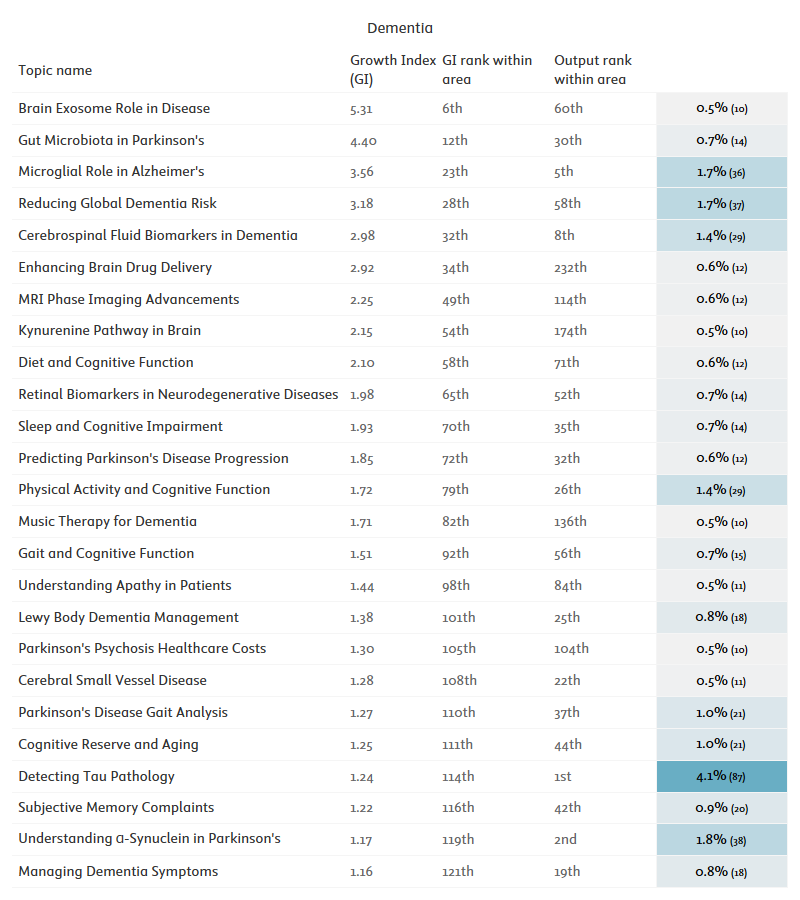 Dementia
Topic name Growth Index (GI) GI rank within area Output rank within area
Brain Exosome Role in Disease 5.31 6th 60th 0.5% (10)
Gut Microbiota in Parkinson's 4.40 12th 30th 0.7% (14)
Microglial Role in Alzheimer's 3.56 23th 5th 1.7% (36)
Reducing Global Dementia Risk 3.18 28th 58th 1.7% (37)
Cerebrospinal Fluid Biomarkers in Dementia 2.98 32th 8th 1.4% (29)
Enhancing Brain Drug Delivery 2.92 34th 232th 0.6% (12)
MRI Phase Imaging Advancements 2.25 49th 114th 0.6% (12)
Kynurenine Pathway in Brain 2.15 54th 174th 0.5% (10)
Diet and Cognitive Function 2.10 58th 71th 0.6% (12)
Retinal Biomarkers in Neurodegenerative Diseases 1.98 65th 52th 0.7% (14)
Sleep and Cognitive Impairment 1.93 70th 35th 0.7% (14)
Predicting Parkinson's Disease Progression 1.85 72th 32th 0.6% (12)
Physical Activity and Cognitive Function 1.72 79th 26th 1.4% (29)
Music Therapy for Dementia 1.71 82th 136th 0.5% (10)
Gait and Cognitive Function 1.51 92th 56th 0.7% (15)
Understanding Apathy in Patients 1.44 98th 84th 0.5% (11)
Lewy Body Dementia Management 1.38 101th 25th 0.8% (18)
Parkinson's Psychosis Healthcare Costs 1.30 105th 104th 0.5% (10)
Cerebral Small Vessel Disease 1.28 108th 22th 0.5% (11)
Parkinson's Disease Gait Analysis 1.27 110th 37th 1.0% (21)
Cognitive Reserve and Aging 1.25 111th 44th 1.0% (21)
Detecting Tau Pathology 1.24 114th 1st 4.1% (87)
Subjective Memory Complaints 1.22 116th 42th 0.9% (20)
Understanding α-Synuclein in Parkinson's 1.17 119th 2nd 1.8% (38)
Managing Dementia Symptoms 1.16 121th 19th 0.8% (18)